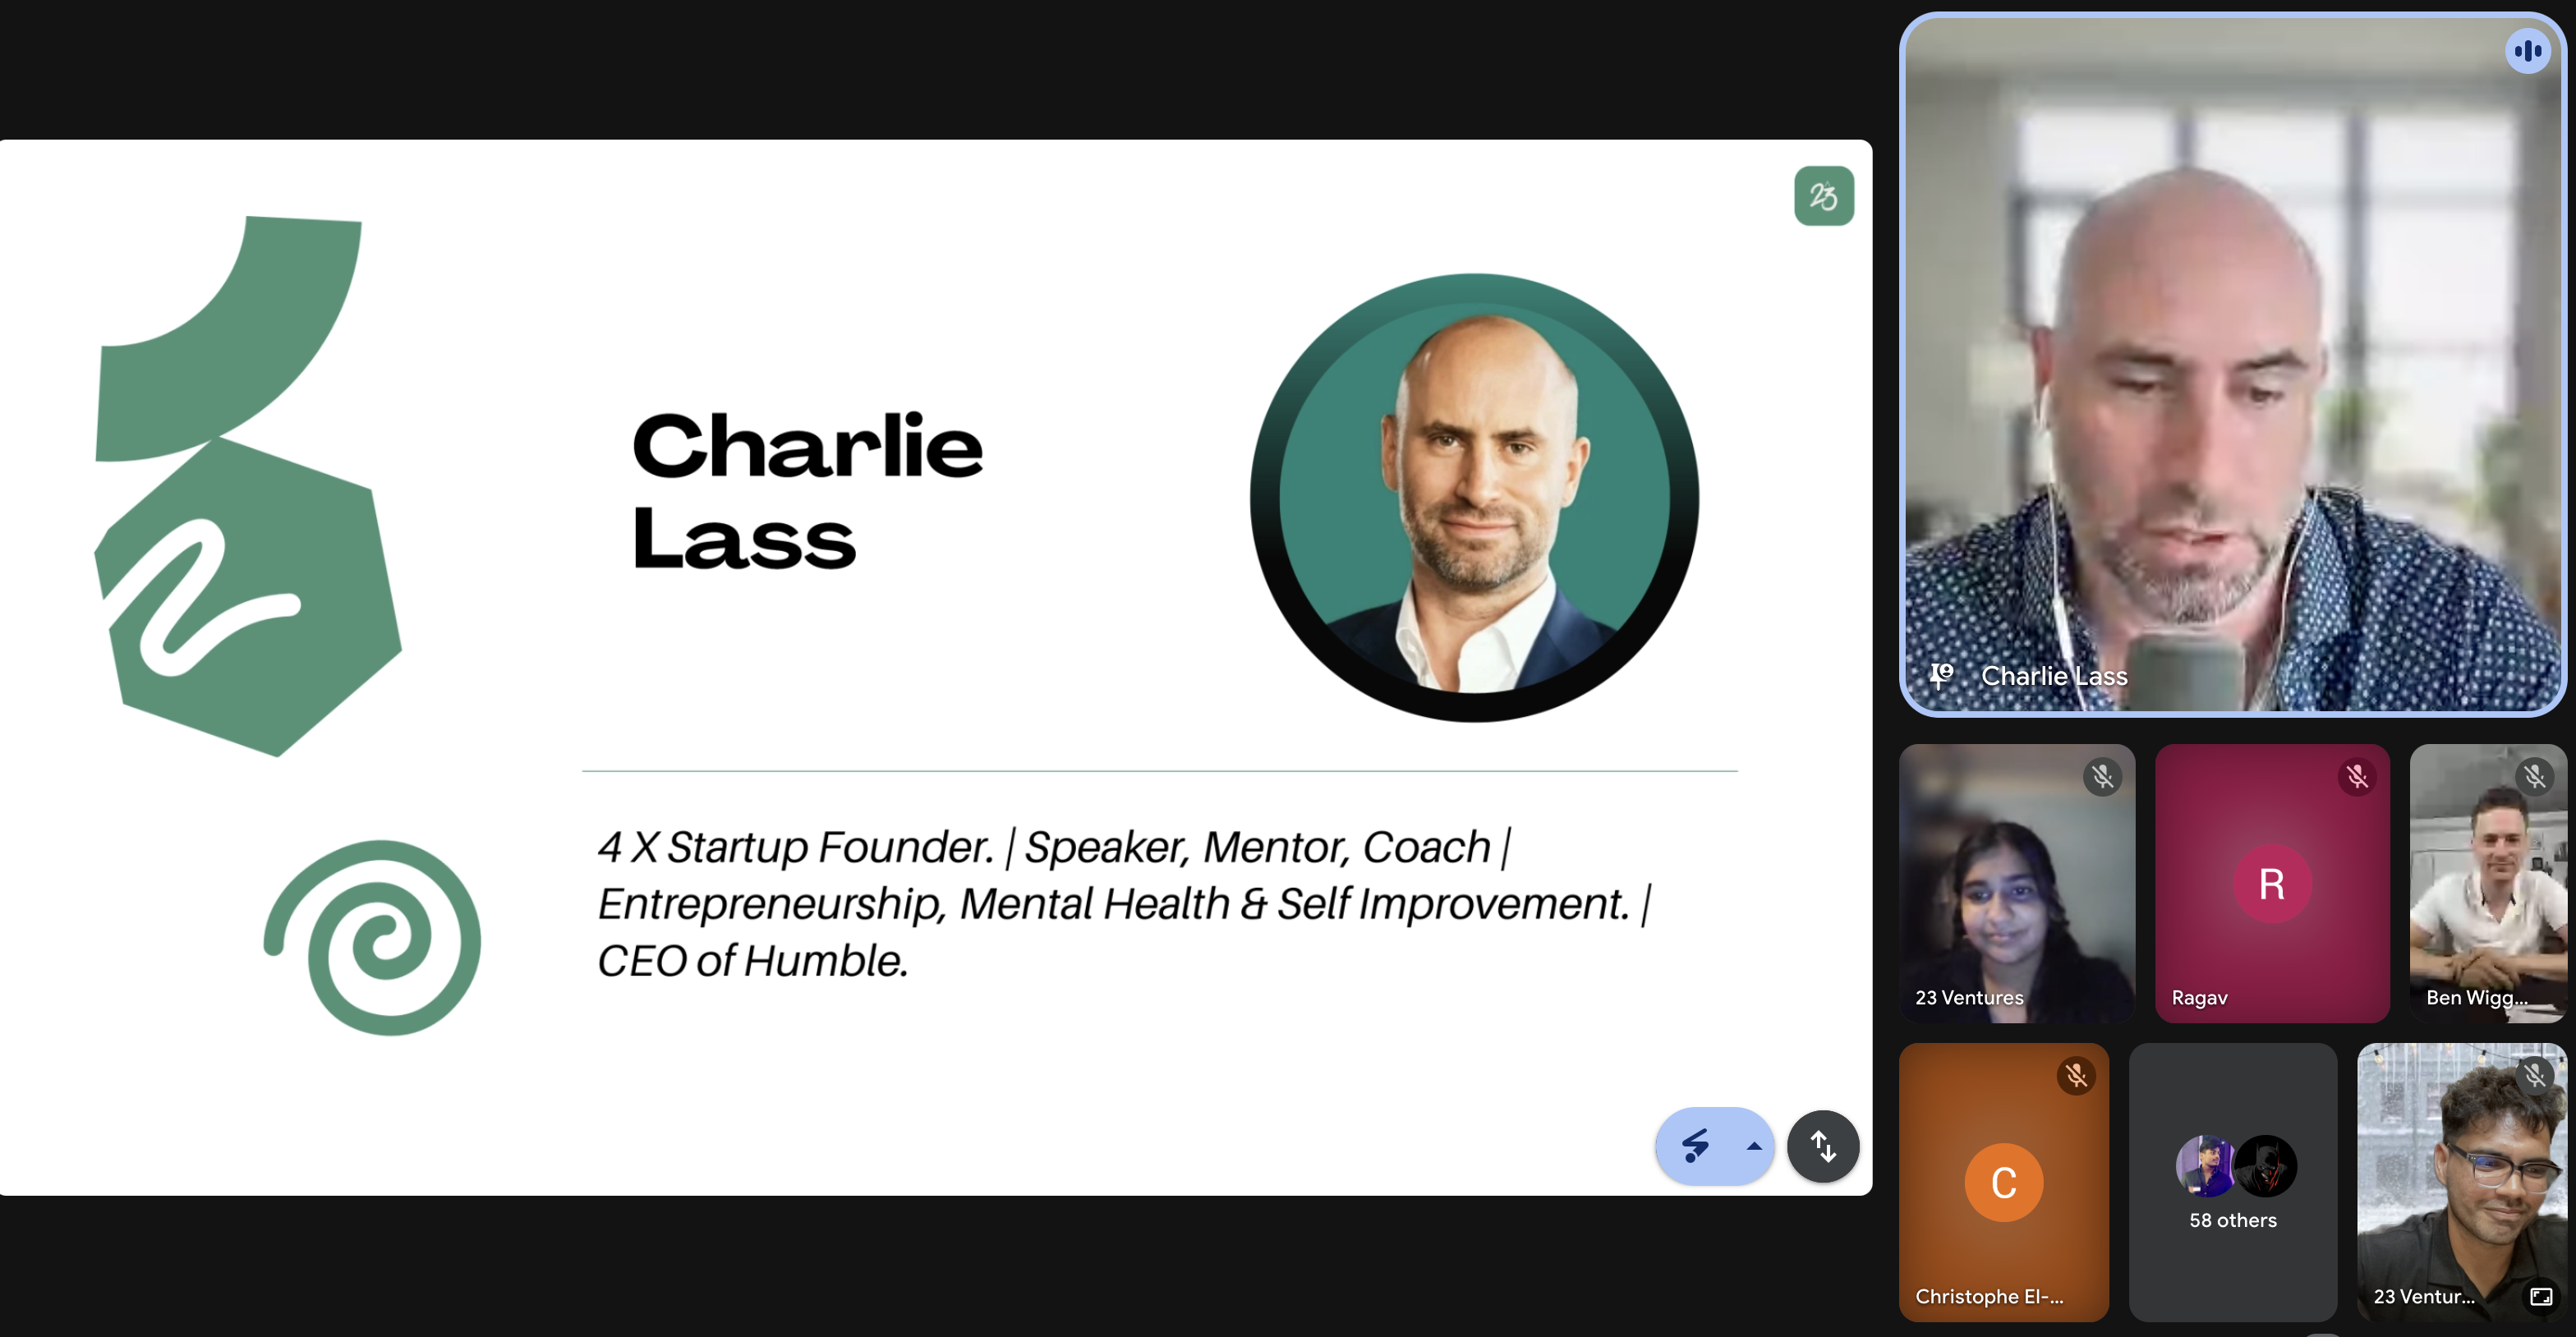 23
Charlie
Lass
4 X Startup Founder. | Speaker, Mentor, Coach |
Entrepreneurship, Mental Health & Self Improvement. |
CEO of Humble.
Charlie Lass
23 Ventures
R
Ragav
Ben Wigg...
C
Christophe El-...
58 others
23 Ventur...